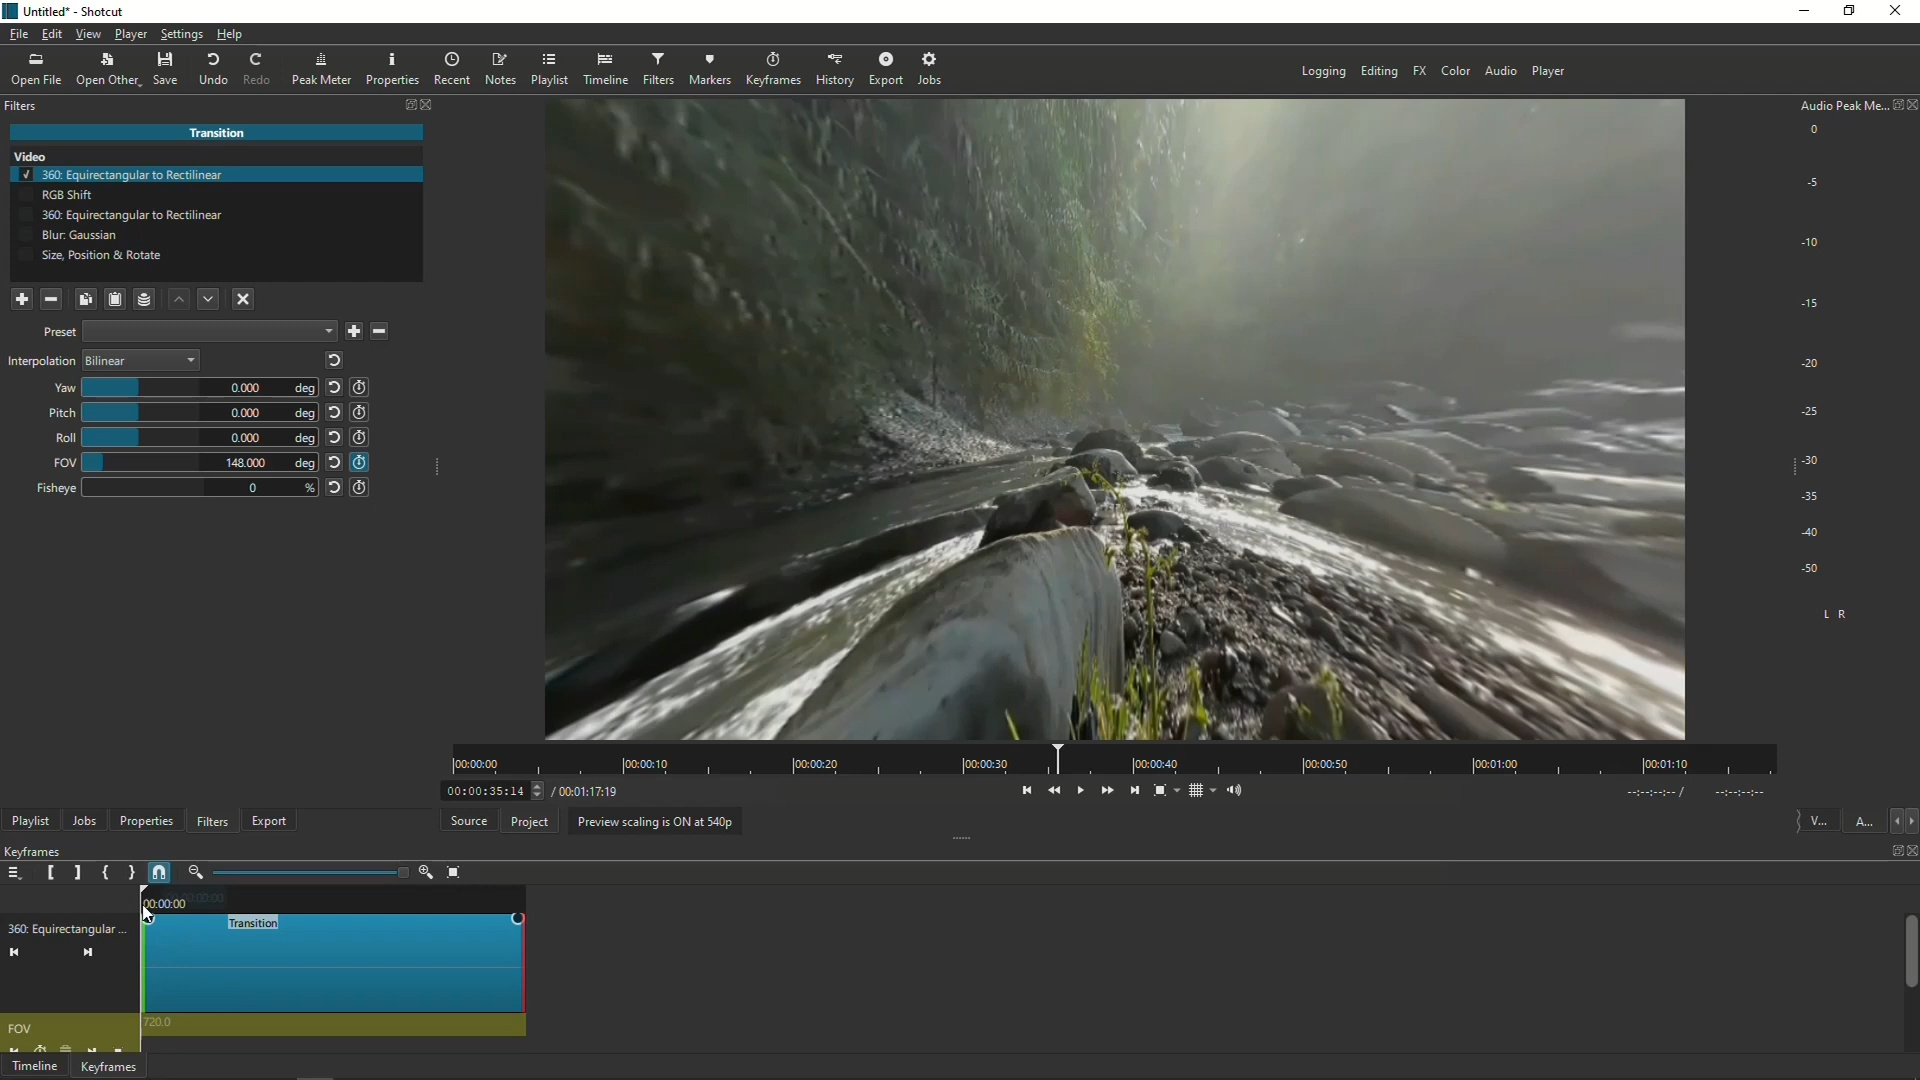 Untitled* - Shotcut
File Edit View Player Settings Help
Open File Open Other... Save Undo Redo Peak Meter Properties Recent Notes Playlist Timeline Filters Markers Keyframes History Export Jobs
Logging Editing FX Color Audio Player
Filters
Transition
Video
360: Equirectangular to Rectilinear
RGB Shift
360: Equirectangular to Rectilinear
Blur: Gaussian
Size, Position & Rotate
Preset
Interpolation Bilinear
Yaw 0.000 deg
Pitch 0.000 deg
Roll 0.000 deg
FOV 148.000 deg
Fisheye 0 %
Audio Peak Me...
0
-5
-10
-15
-20
-25
-30
-35
-40
-50
L R
00:00:00 00:00:10 00:00:20 00:00:30 00:00:40 00:00:50 00:01:00 00:01:10
00:00:35:14 / 00:01:17:19
--:--:--:-- / --:--:--:--
Playlist Jobs Properties Filters Export
Source Project Preview scaling is ON at 540p
V... A...
Keyframes
00:00:00
360: Equirectangular ...
Transition
FOV
720.0
Timeline Keyframes